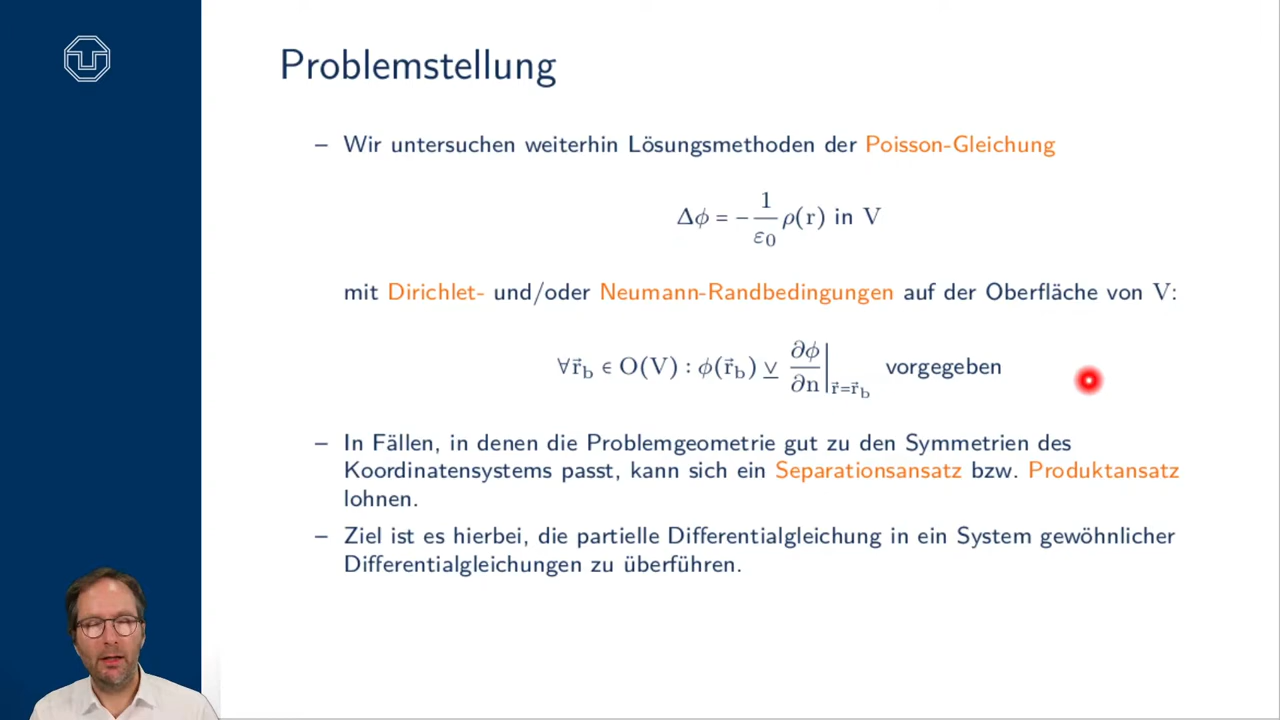 Problemstellung
– Wir untersuchen weiterhin Lösungsmethoden der Poisson-Gleichung
Δϕ = −1/ε₀ ρ(r) in V
mit Dirichlet- und/oder Neumann-Randbedingungen auf der Oberfläche von V:
∀r⃗_b ∈ O(V) : ϕ(r⃗_b) ⊻ ∂ϕ/∂n|_{r⃗=r⃗_b} vorgegeben
– In Fällen, in denen die Problemgeometrie gut zu den Symmetrien des
Koordinatensystems passt, kann sich ein Separationsansatz bzw. Produktansatz
lohnen.
– Ziel ist es hierbei, die partielle Differentialgleichung in ein System gewöhnlicher
Differentialgleichungen zu überführen.